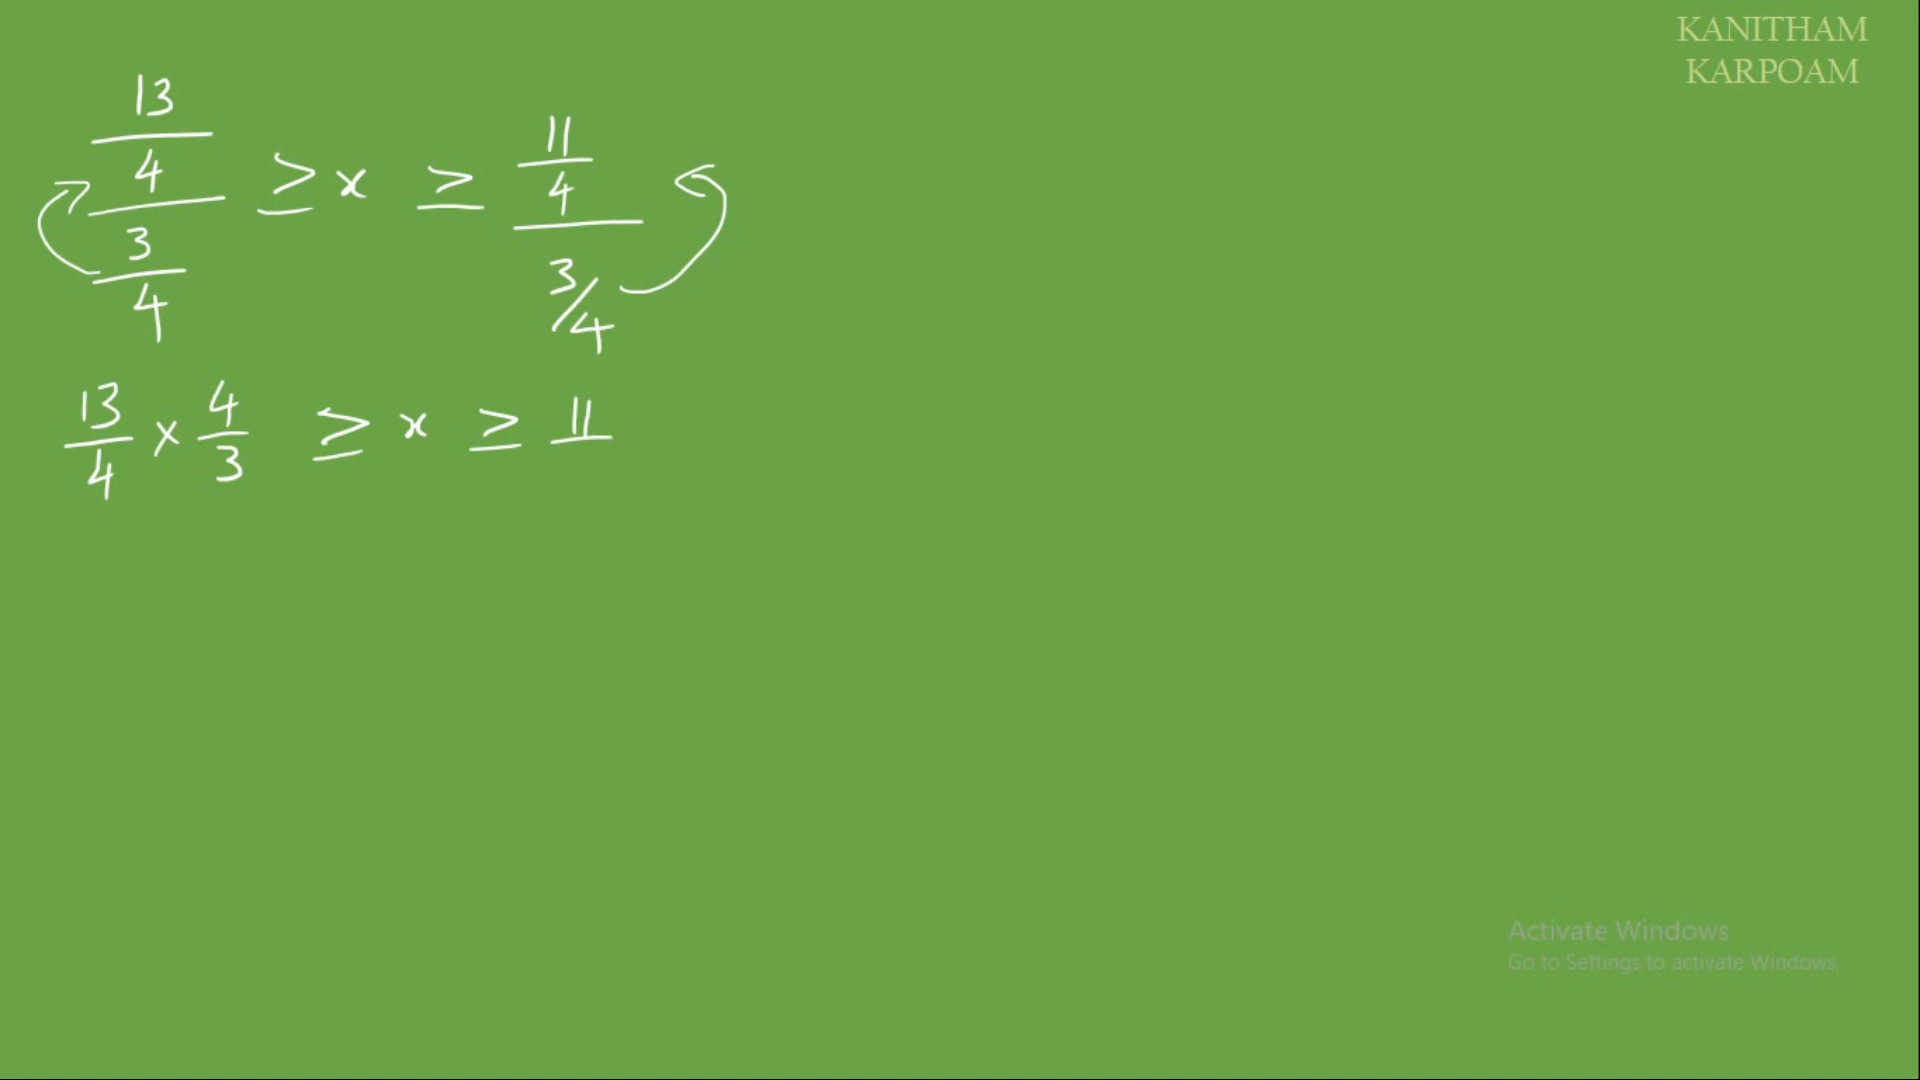 KANITHAM
KARPOAM
13/4 / 3/4 ≥ x ≥ 11/4 / 3/4
13/4 × 4/3 ≥ x ≥ 11
Activate Windows
Go to Settings to activate Windows.